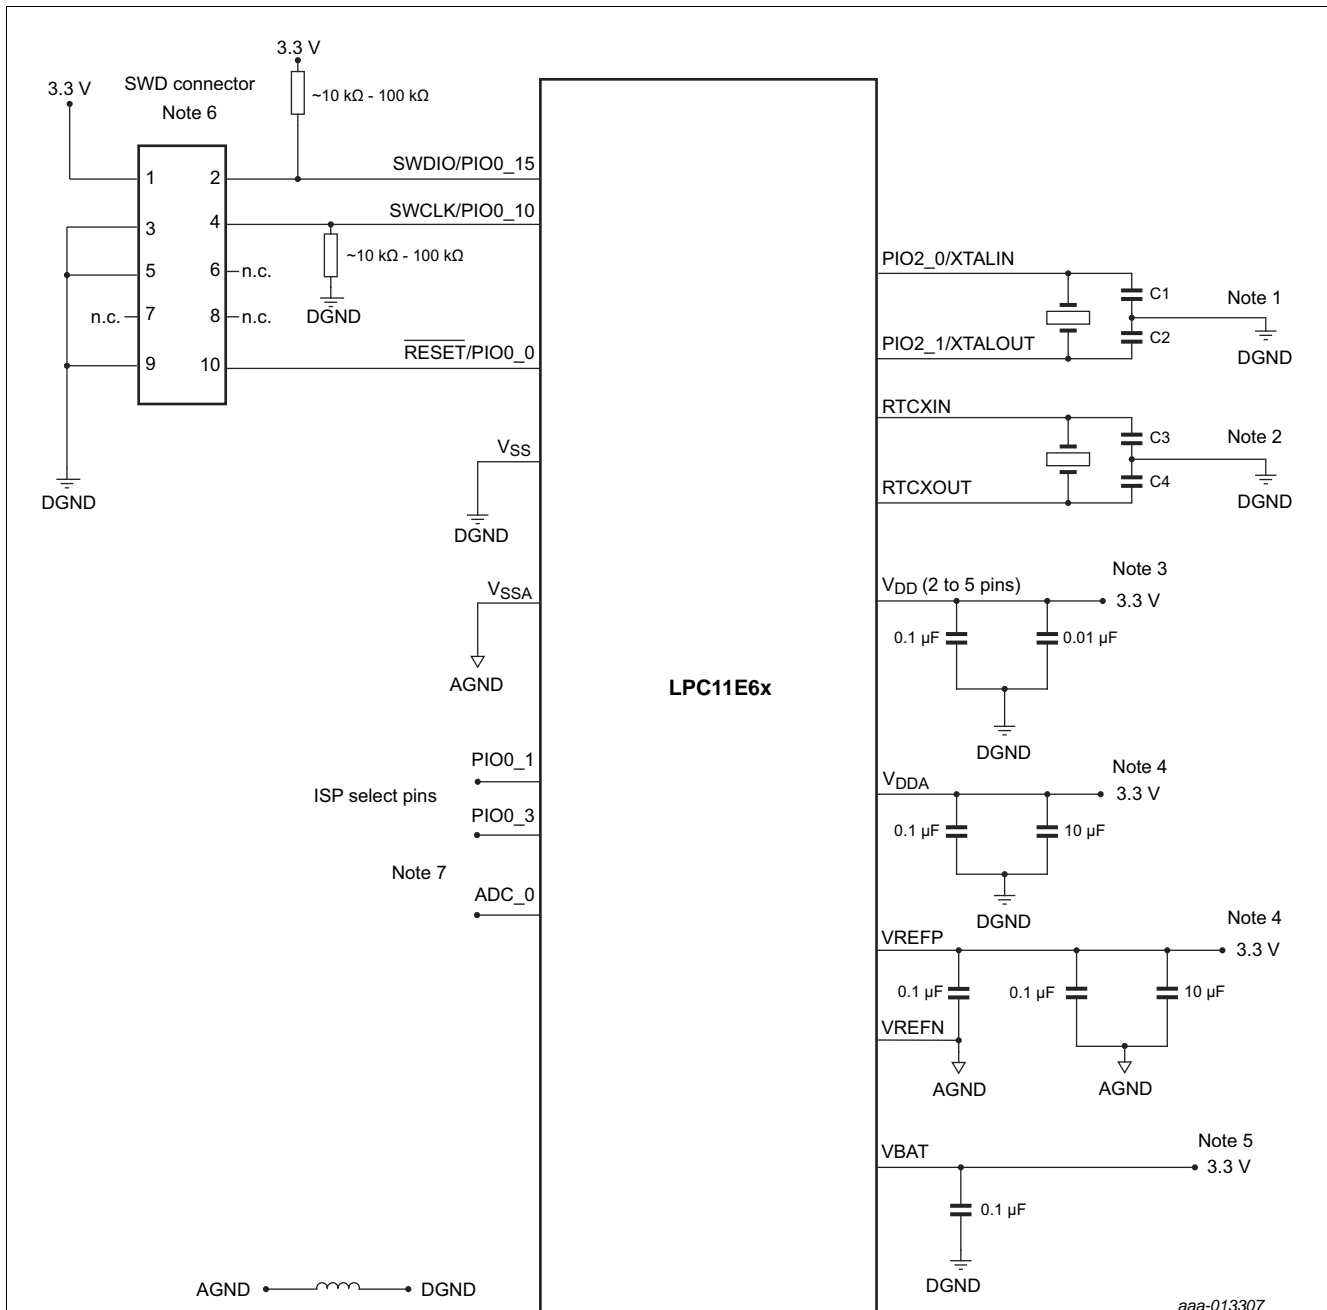 3.3 V
3.3 V
SWD connector
Note 6
~10 kΩ - 100 kΩ
1
2
SWDIO/PIO0_15
3
4
SWCLK/PIO0_10
~10 kΩ - 100 kΩ
5
6
n.c.
n.c.
7
8
n.c.
DGND
9
10
RESET/PIO0_0
DGND
VSS
DGND
VSSA
AGND
PIO0_1
ISP select pins
PIO0_3
Note 7
ADC_0
AGND
DGND
LPC11E6x
PIO2_0/XTALIN
C1
Note 1
C2
DGND
PIO2_1/XTALOUT
RTCXIN
C3
Note 2
C4
DGND
RTCXOUT
Note 3
VDD (2 to 5 pins)
3.3 V
0.1 µF
0.01 µF
DGND
Note 4
VDDA
3.3 V
0.1 µF
10 µF
DGND
Note 4
VREFP
3.3 V
0.1 µF
0.1 µF
10 µF
VREFN
AGND
AGND
Note 5
VBAT
3.3 V
0.1 µF
DGND
aaa-013307